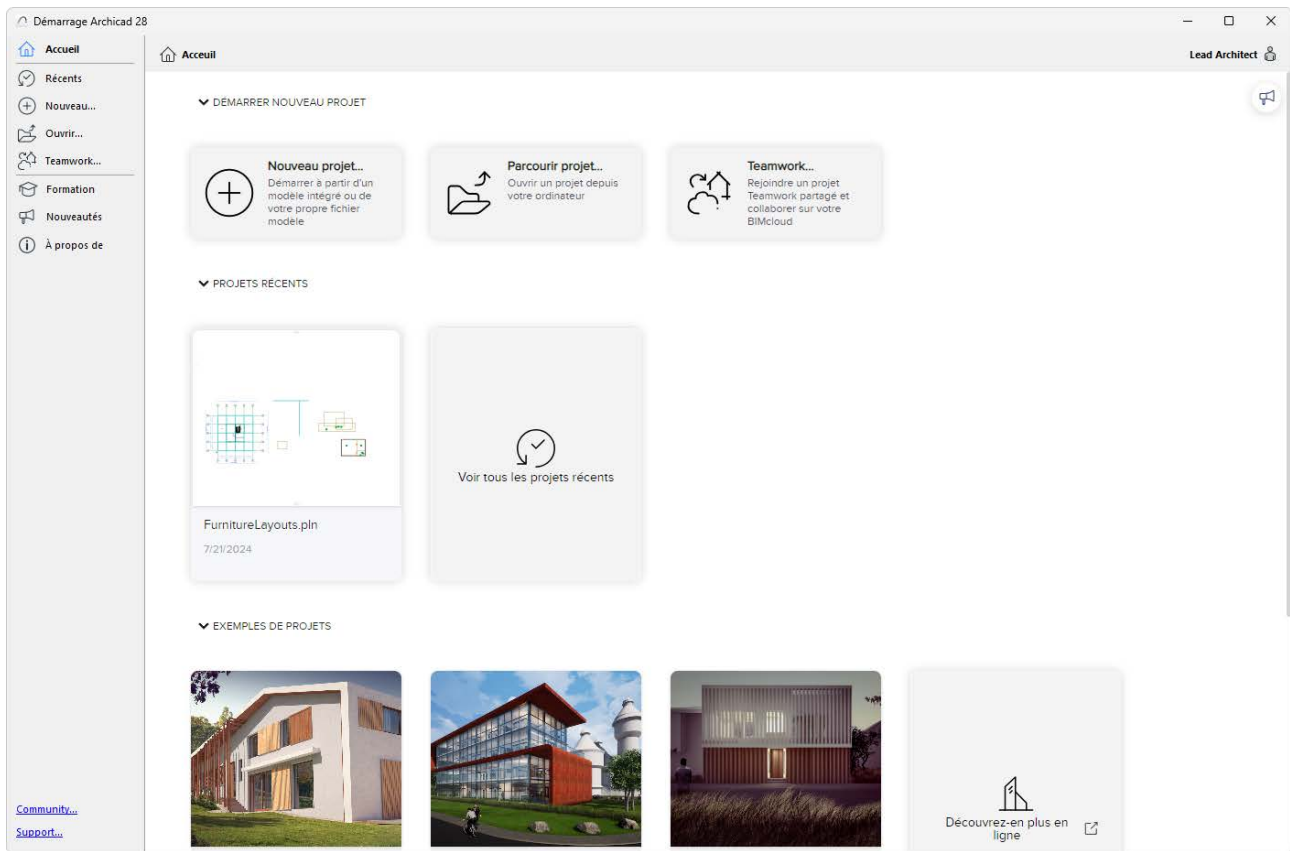 Démarrage Archicad 28
Accueil
Récents
Nouveau...
Ouvrir...
Teamwork...
Formation
Nouveautés
À propos de
Community...
Support...
Acceuil
Lead Architect
DÉMARRER NOUVEAU PROJET
Nouveau projet...
Démarrer à partir d'un
modèle intégré ou de
votre propre fichier
modèle
Parcourir projet...
Ouvrir un projet depuis
votre ordinateur
Teamwork...
Rejoindre un projet
Teamwork partagé et
collaborer sur votre
BIMcloud
PROJETS RÉCENTS
FurnitureLayouts.pln
7/21/2024
Voir tous les projets récents
EXEMPLES DE PROJETS
Découvrez-en plus en
ligne